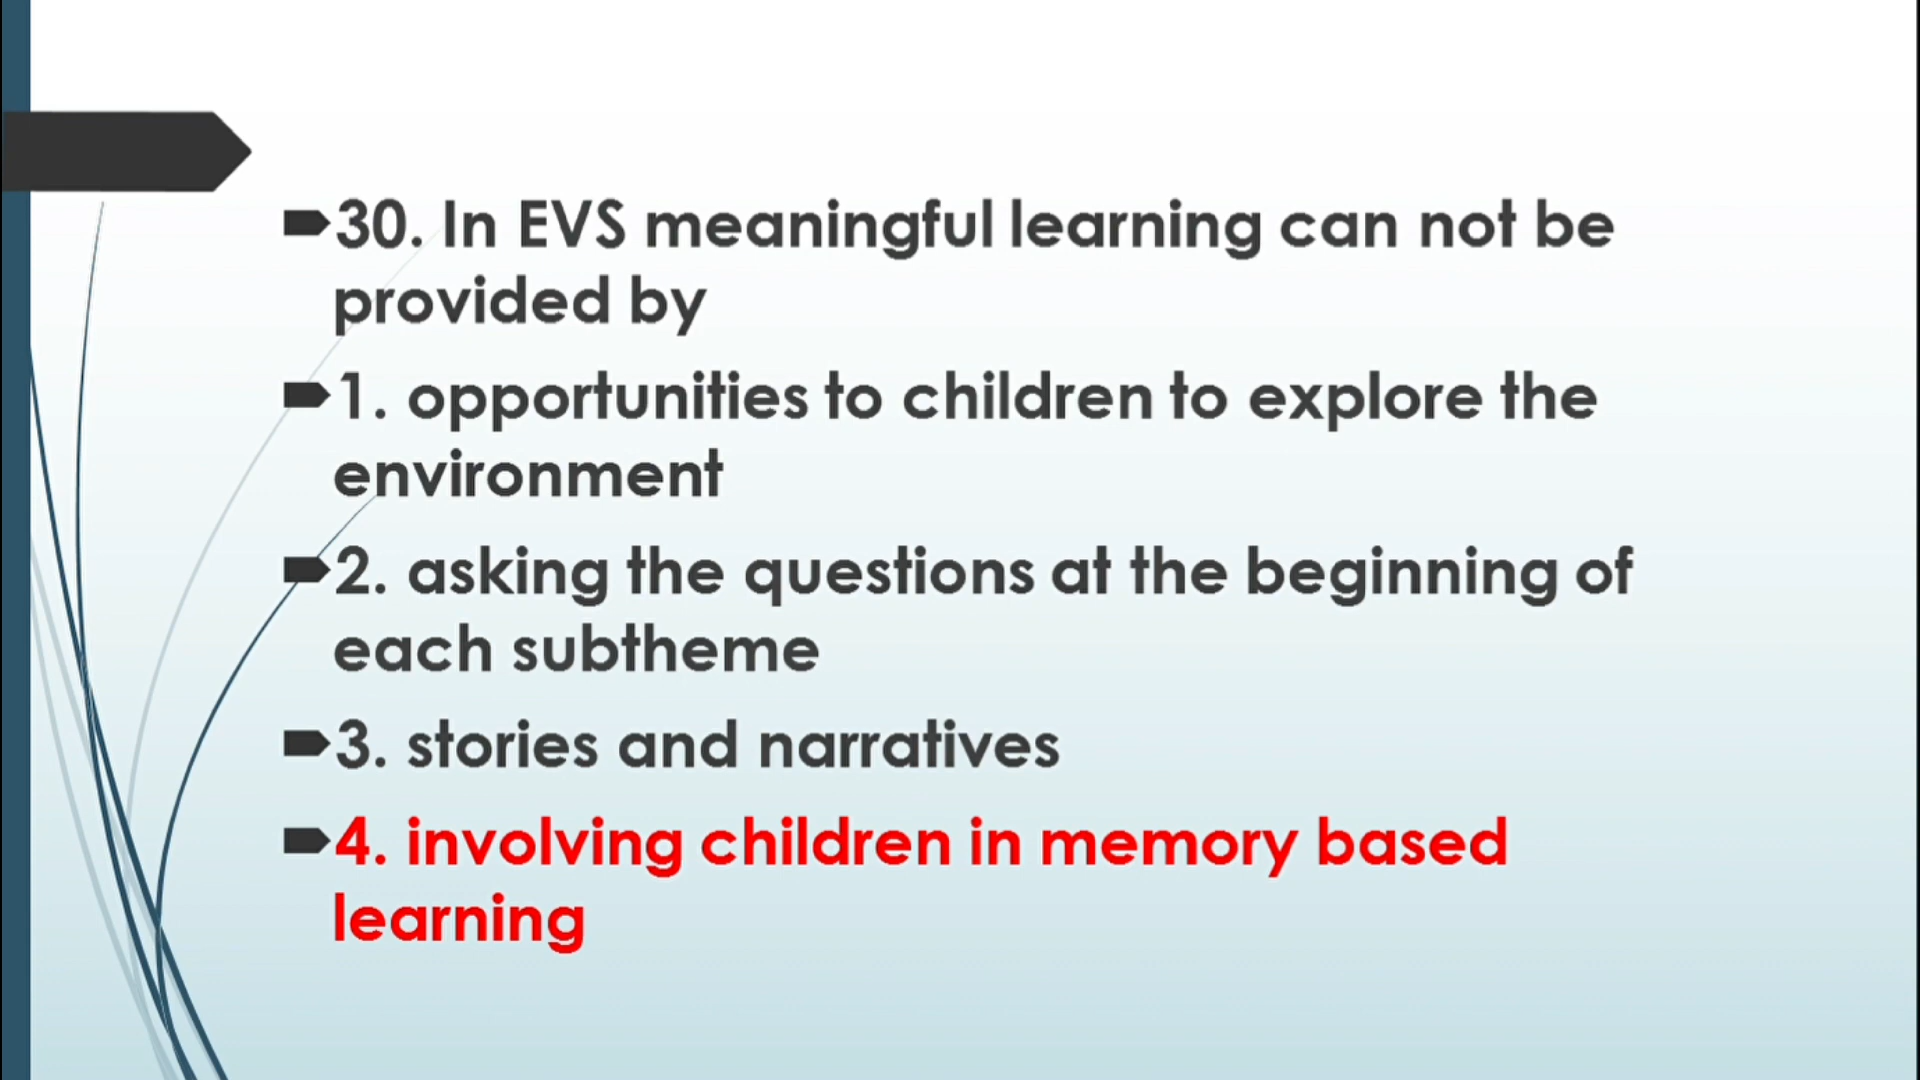 30. In EVS meaningful learning can not be
provided by
1. opportunities to children to explore the
environment
2. asking the questions at the beginning of
each subtheme
3. stories and narratives
4. involving children in memory based
learning